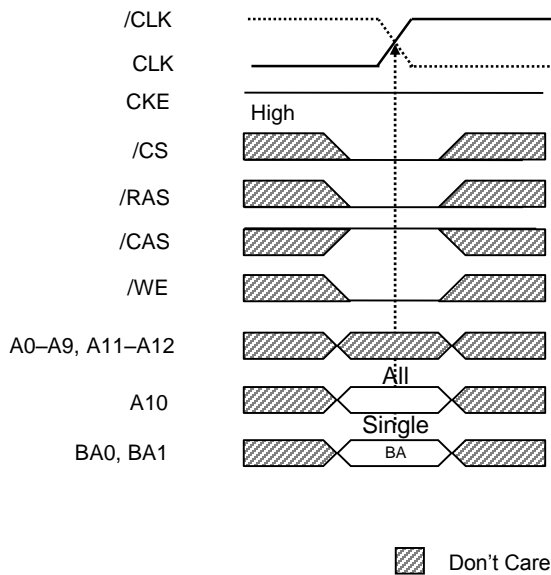 /CLK
CLK
CKE
High
/CS
/RAS
/CAS
/WE
A0–A9, A11–A12
All
A10
Single
BA0, BA1
BA
Don't Care